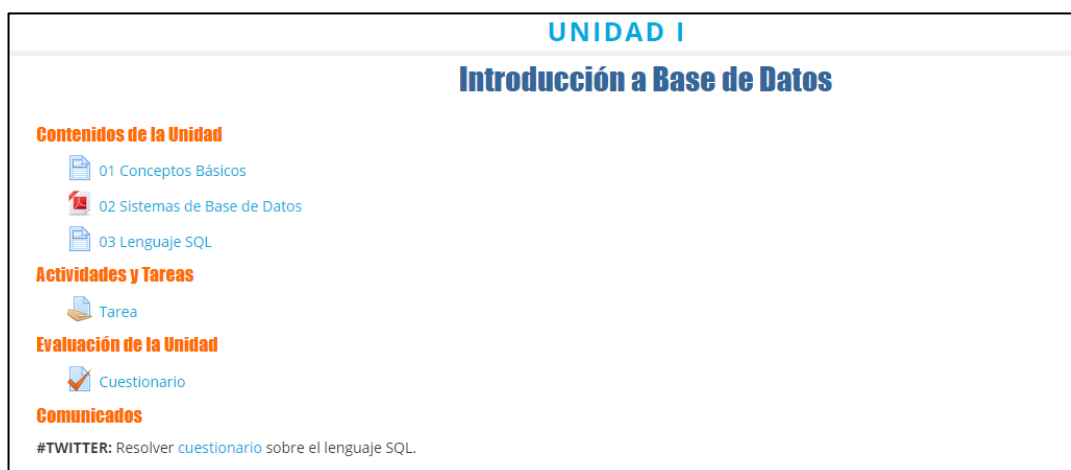 UNIDAD I
Introducción a Base de Datos
Contenidos de la Unidad
01 Conceptos Básicos
02 Sistemas de Base de Datos
03 Lenguaje SQL
Actividades y Tareas
Tarea
Evaluación de la Unidad
Cuestionario
Comunicados
#TWITTER: Resolver cuestionario sobre el lenguaje SQL.